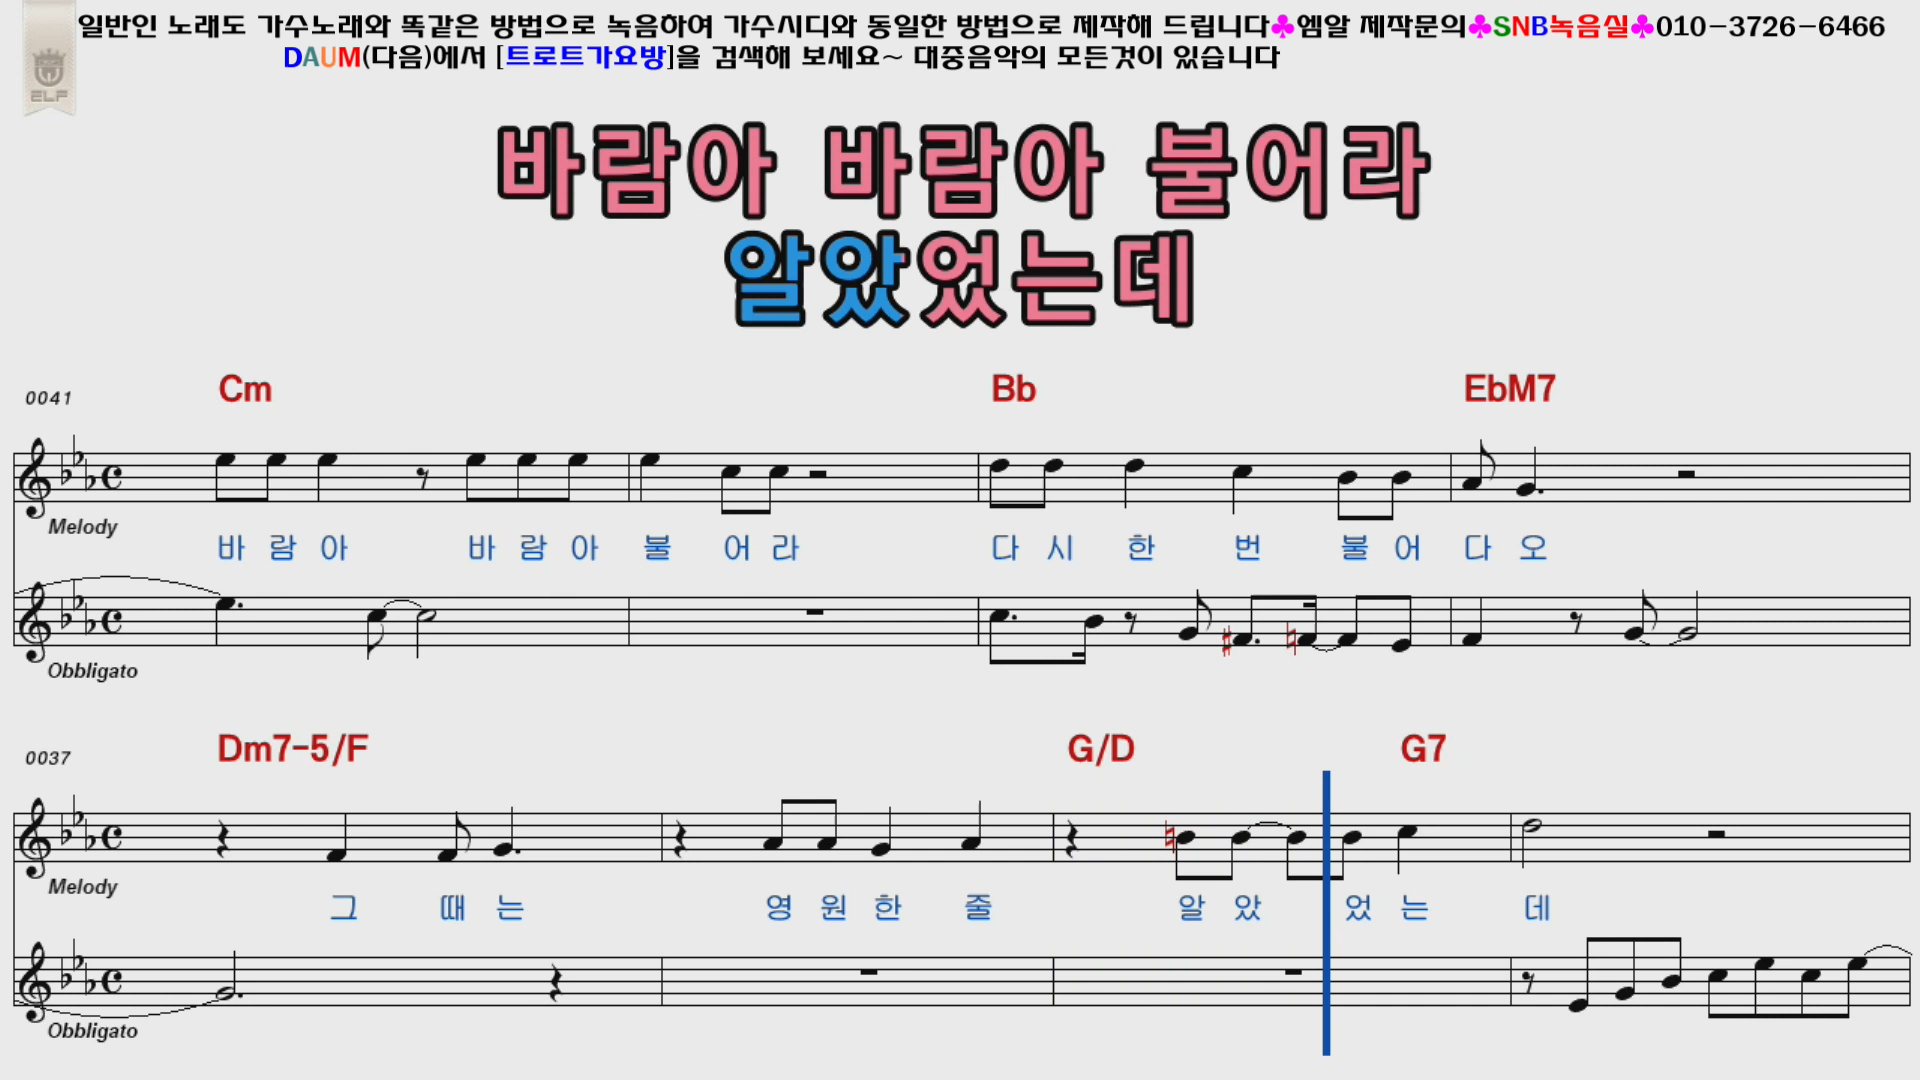 일반인 노래도 가수노래와 똑같은 방법으로 녹음하여 가수시디와 동일한 방법으로 제작해 드립니다♣엠알 제작문의♣SNB녹음실♣010-3726-6466
DAUM(다음)에서 [트로트가요방]을 검색해 보세요~ 대중음악의 모든것이 있습니다
ELF
바람아 바람아 불어라
알았었는데
0041 Cm Bb EbM7
Melody
바 람 아 바 람 아 불 어 라 다 시 한 번 불 어 다 오
Obbligato
0037 Dm7-5/F G/D G7
Melody
그 때 는 영 원 한 줄 알 았 었 는 데
Obbligato